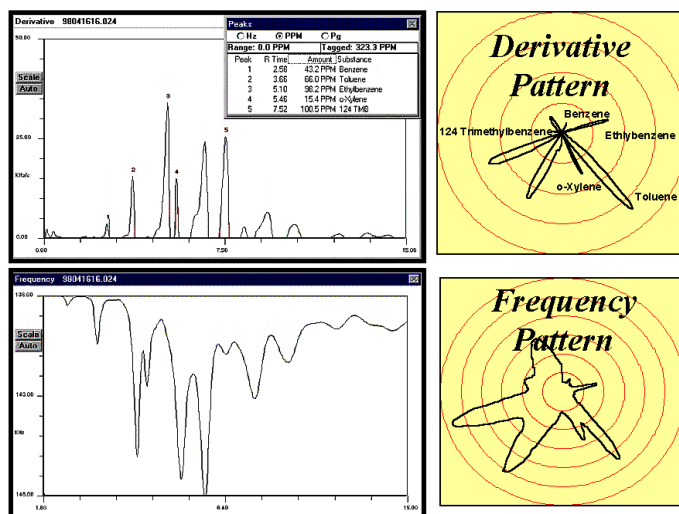 Derivative 98041616.024
50.00
25.00
KHz/s
0.00
0.00 7.50 15.00
Scale
Auto
1
2
3
4
5
Peaks
Hz PPM Pg
Range: 0.0 PPM Tagged: 323.3 PPM
Peak R Time Amount Substance
1 2.58 43.2 PPM Benzene
2 3.66 66.0 PPM Toluene
3 5.10 98.2 PPM Ethylbenzene
4 5.46 15.4 PPM o-Xylene
5 7.52 100.5 PPM 124 TMB
Derivative
Pattern
Benzene
124 Trimethylbenzene
Ethlybenzene
o-Xylene
Toluene
Frequency 98041616.024
Scale
Auto
140.00
KHz
1.80 8.40 15.00
Frequency
Pattern